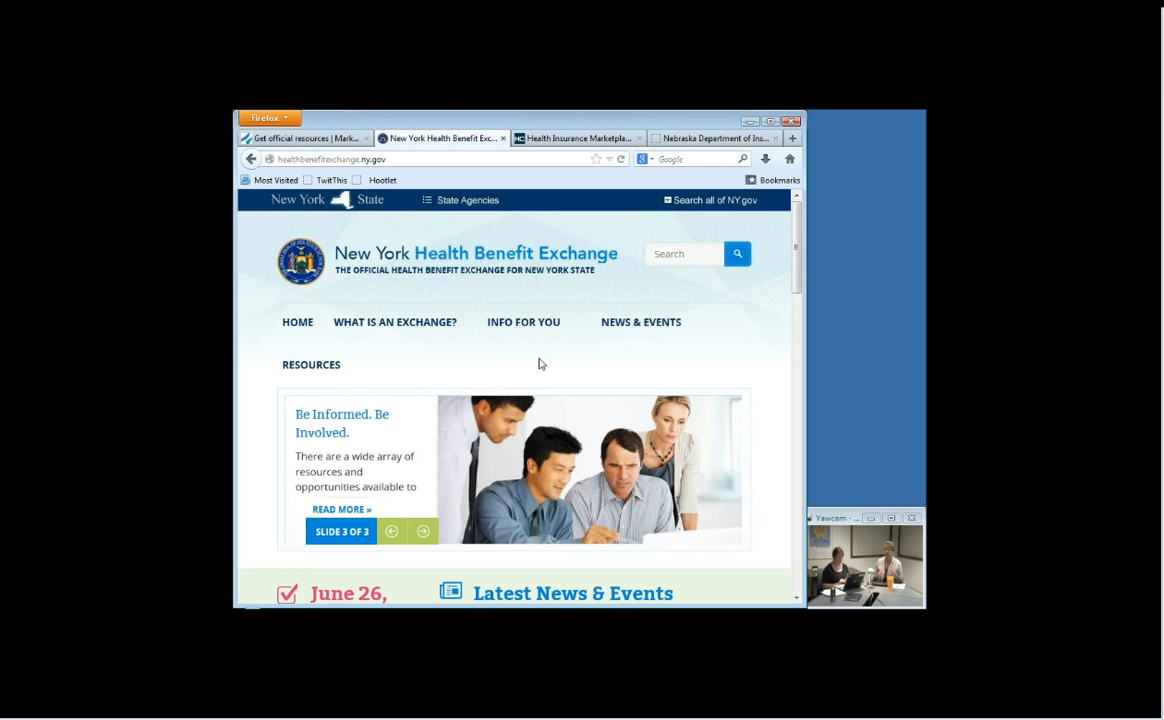 Firefox
Get official resources | Mark...
New York Health Benefit Exc...
Health Insurance Marketpla...
Nebraska Department of Ins...
healthbenefitexchange.ny.gov
Google
Most Visited
TwitThis
Hootlet
Bookmarks
New York State
State Agencies
Search all of NY.gov
New York Health Benefit Exchange
THE OFFICIAL HEALTH BENEFIT EXCHANGE FOR NEW YORK STATE
Search
HOME
WHAT IS AN EXCHANGE?
INFO FOR YOU
NEWS & EVENTS
RESOURCES
Be Informed. Be
Involved.
There are a wide array of
resources and
opportunities available to
READ MORE »
SLIDE 3 OF 3
Yawcam - ...
June 26,
Latest News & Events